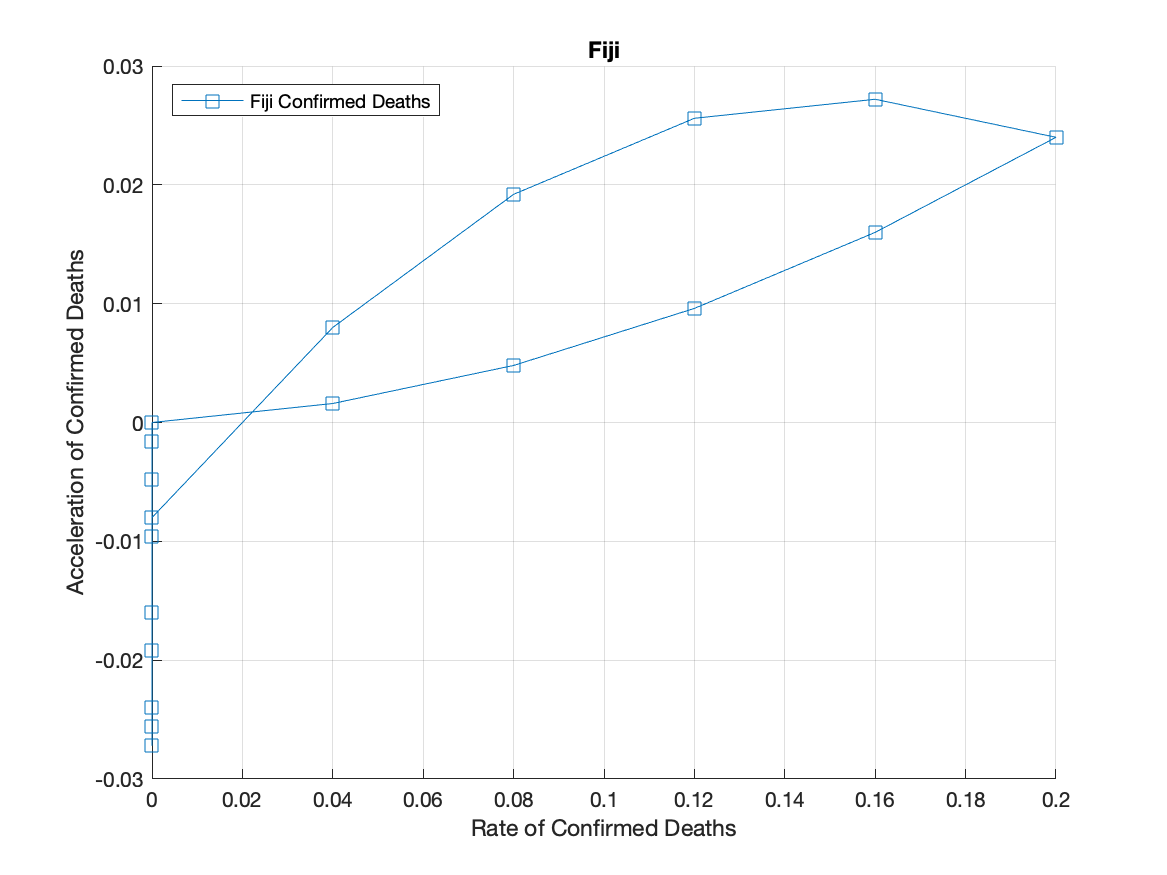 Fiji
Fiji Confirmed Deaths
0.03
0.02
0.01
0
-0.01
-0.02
-0.03
Acceleration of Confirmed Deaths
0 0.02 0.04 0.06 0.08 0.1 0.12 0.14 0.16 0.18 0.2
Rate of Confirmed Deaths